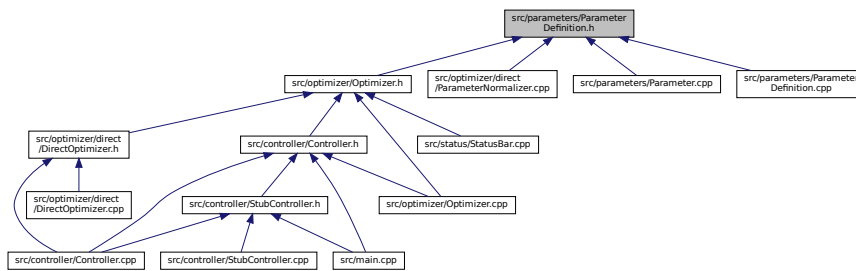 src/parameters/Parameter
Definition.h
src/optimizer/Optimizer.h
src/optimizer/direct
/ParameterNormalizer.cpp
src/parameters/Parameter.cpp
src/parameters/Parameter
Definition.cpp
src/optimizer/direct
/DirectOptimizer.h
src/controller/Controller.h
src/status/StatusBar.cpp
src/optimizer/direct
/DirectOptimizer.cpp
src/controller/StubController.h
src/optimizer/Optimizer.cpp
src/controller/Controller.cpp
src/controller/StubController.cpp
src/main.cpp